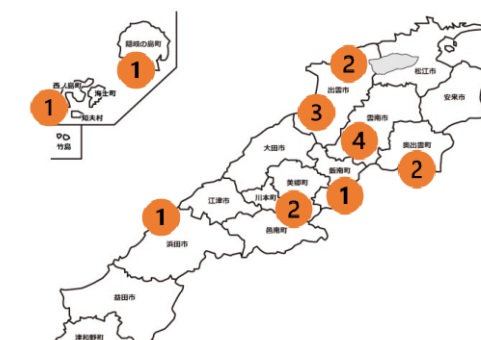 隠岐の島町
1
西ノ島町
海士町
1
知夫村
竹島
2
松江市
出雲市
安来市
3
雲南市
4
奥出雲町
大田市
2
飯南町
美郷町
1
川本町
江津市
2
1
邑南町
浜田市
益田市
津和野町